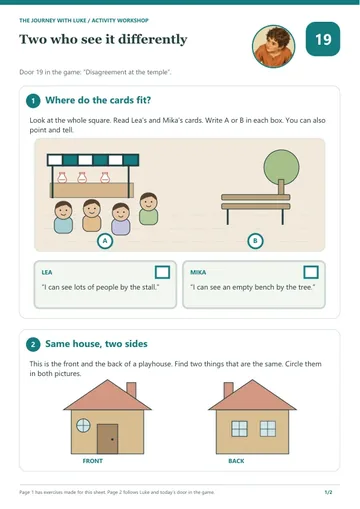 THE JOURNEY WITH LUKE / ACTIVITY WORKSHOP
Two who see it differently
19
Door 19 in the game: "Disagreement at the temple".
1 Where do the cards fit?
Look at the whole square. Read Lea's and Mika's cards. Write A or B in each box. You can also
point and tell.
A
B
LEA
"I can see lots of people by the stall."
MIKA
"I can see an empty bench by the tree."
2 Same house, two sides
This is the front and the back of a playhouse. Find two things that are the same. Circle them
in both pictures.
FRONT
BACK
Page 1 has exercises made for this sheet. Page 2 follows Luke and today's door in the game.
1/2